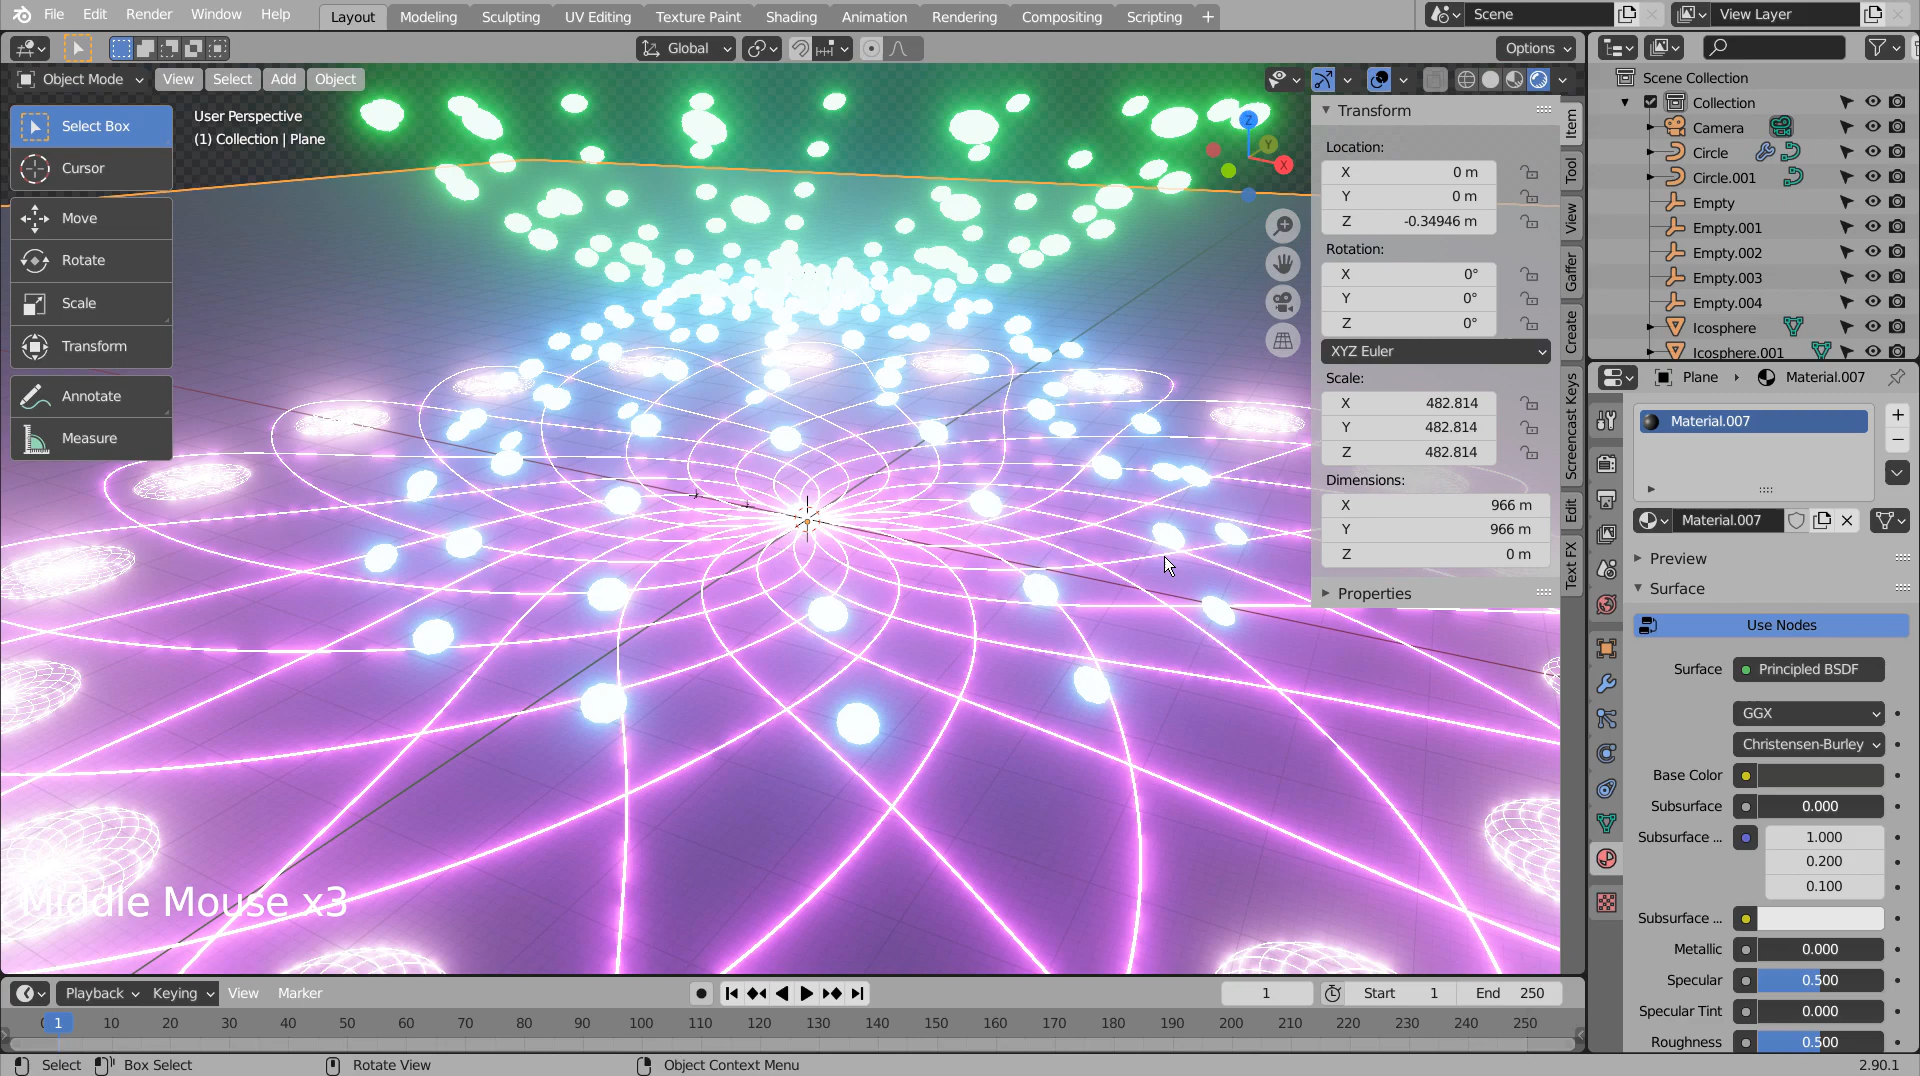 File Edit Render Window Help Layout Modeling Sculpting UV Editing Texture Paint Shading Animation Rendering Compositing Scripting + Scene View Layer
Global Options
Object Mode View Select Add Object
Select Box
Cursor
Move
Rotate
Scale
Transform
Annotate
Measure
User Perspective
(1) Collection | Plane
Z
Y
X
Transform
Location:
X 0 m
Y 0 m
Z -0.34946 m
Rotation:
X 0°
Y 0°
Z 0°
XYZ Euler
Scale:
X 482.814
Y 482.814
Z 482.814
Dimensions:
X 966 m
Y 966 m
Z 0 m
Properties
Item
Tool
View
Gaffer
Create
Screencast Keys
Edit
Text FX
Scene Collection
Collection
Camera
Circle
Circle.001
Empty
Empty.001
Empty.002
Empty.003
Empty.004
Icosphere
Icosphere.001
Plane Material.007
Material.007
Material.007
Preview
Surface
Use Nodes
Surface Principled BSDF
GGX
Christensen-Burley
Base Color
Subsurface 0.000
Subsurface ... 1.000
0.200
0.100
Subsurface ...
Metallic 0.000
Specular 0.500
Specular Tint 0.000
Roughness 0.500
Middle Mouse x3
Playback Keying View Marker 1 Start 1 End 250
1 10 20 30 40 50 60 70 80 90 100 110 120 130 140 150 160 170 180 190 200 210 220 230 240 250
Select Box Select Rotate View Object Context Menu 2.90.1